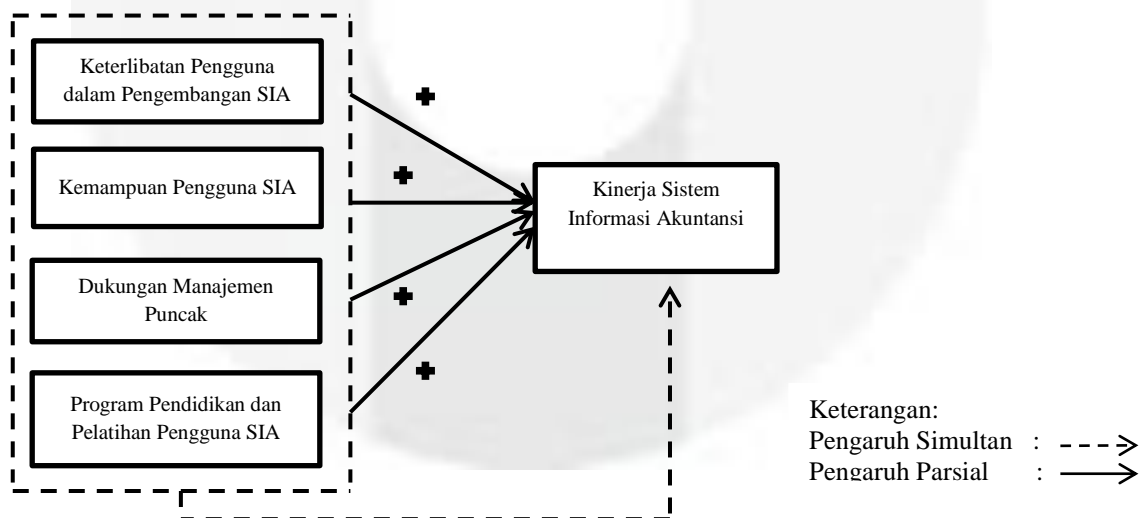 Keterlibatan Pengguna
dalam Pengembangan SIA
Kemampuan Pengguna SIA
Dukungan Manajemen
Puncak
Program Pendidikan dan
Pelatihan Pengguna SIA
Kinerja Sistem
Informasi Akuntansi
Keterangan:
Pengaruh Simultan :
Pengaruh Parsial :